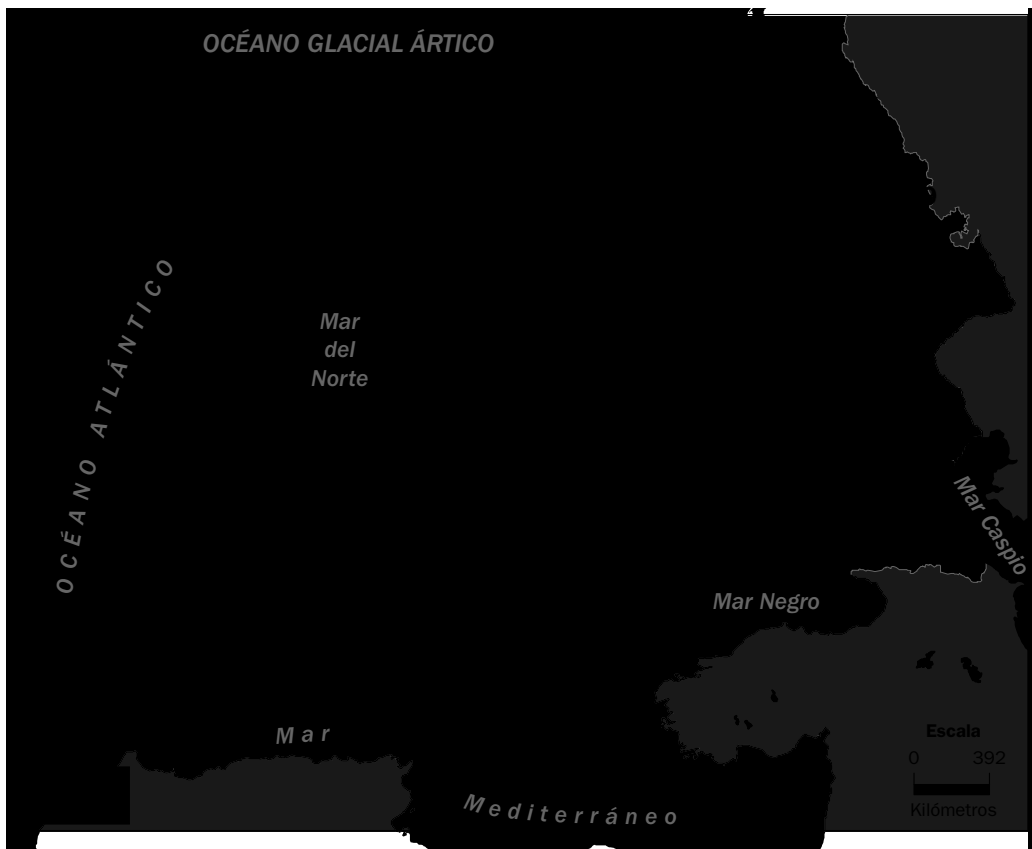 OCÉANO GLACIAL ÁRTICO
OCÉANO ATLÁNTICO
Mar
del
Norte
Mar Caspio
Mar Negro
Mar
Mediterráneo
Escala
0 392
Kilómetros